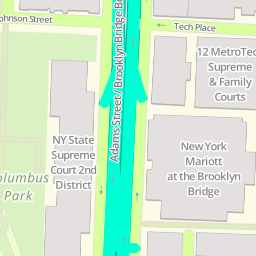 Johnson Street
Tech Place
Adams Street / Brooklyn Bridge B
12 MetroTec
Supreme
& Family
Courts
NY State
Supreme
Court 2nd
District
New York
Mariott
at the Brooklyn
Bridge
olumbus
Park